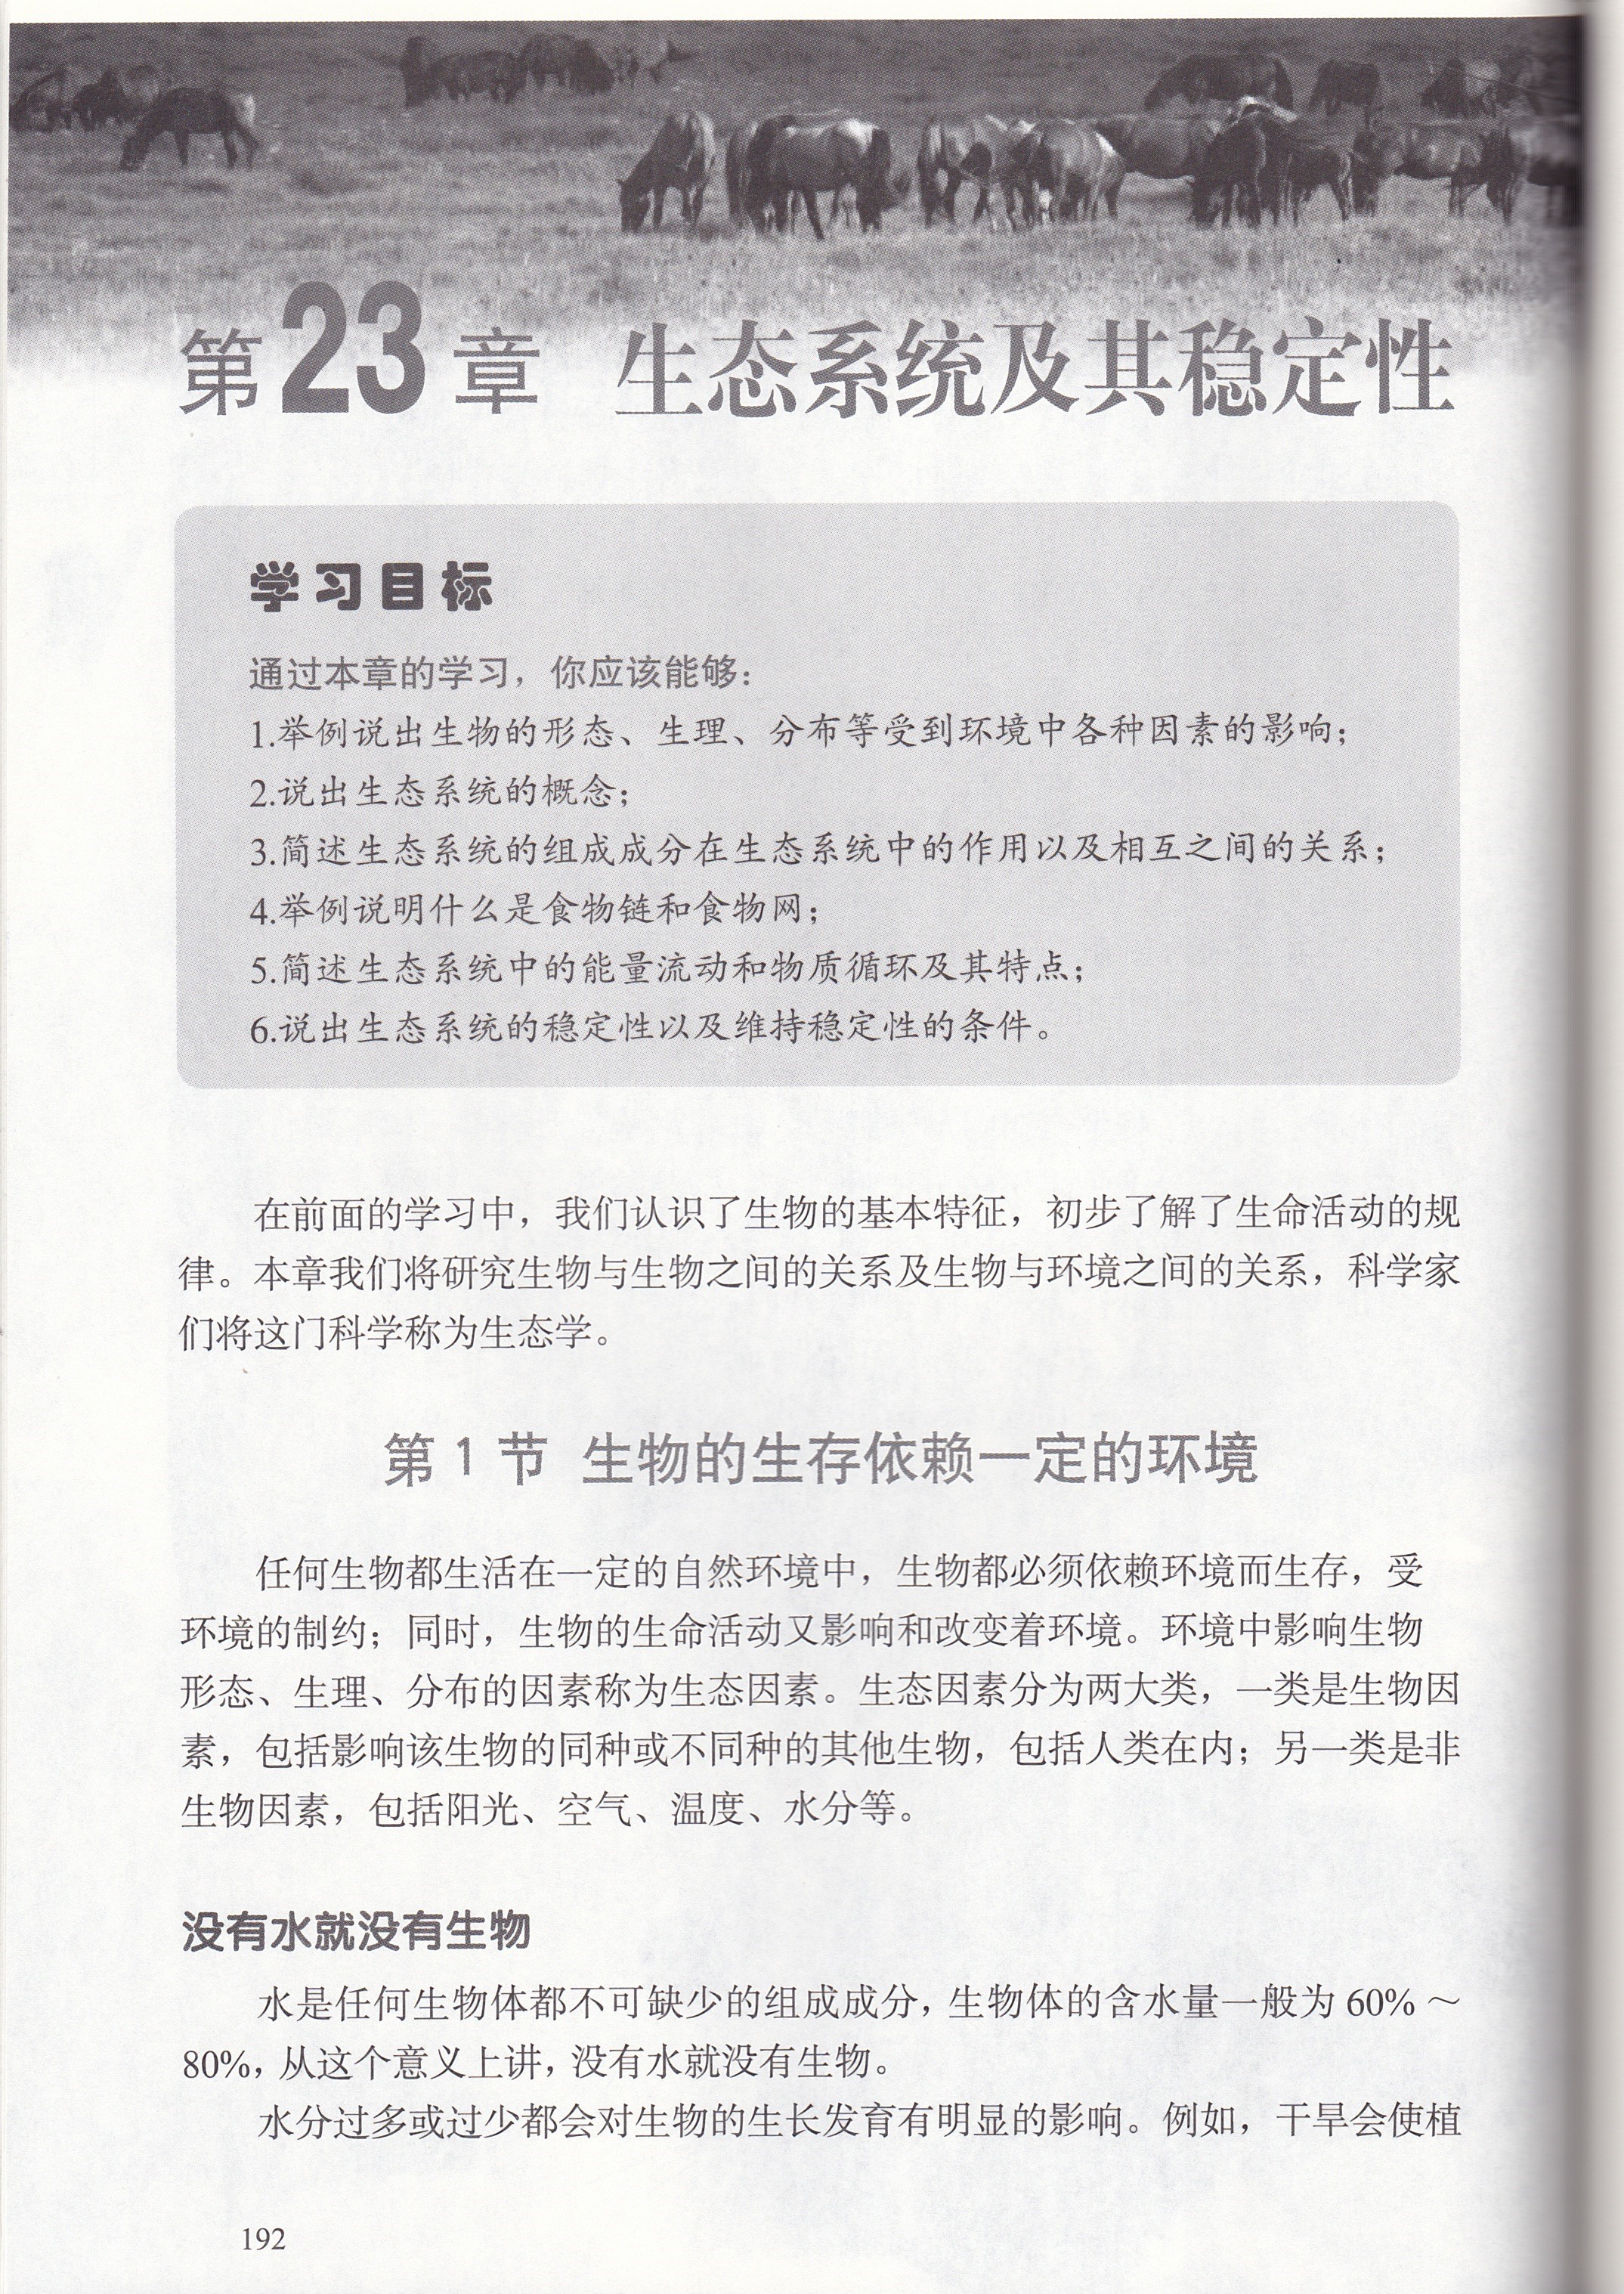 第23章 生态系统及其稳定性
学习目标
通过本章的学习，你应该能够：
1.举例说出生物的形态、生理、分布等受到环境中各种因素的影响；
2.说出生态系统的概念；
3.简述生态系统的组成成分在生态系统中的作用以及相互之间的关系；
4.举例说明什么是食物链和食物网；
5.简述生态系统中的能量流动和物质循环及其特点；
6.说出生态系统的稳定性以及维持稳定性的条件。
在前面的学习中，我们认识了生物的基本特征，初步了解了生命活动的规
律。本章我们将研究生物与生物之间的关系及生物与环境之间的关系，科学家
们将这门科学称为生态学。
第 1 节 生物的生存依赖一定的环境
任何生物都生活在一定的自然环境中，生物都必须依赖环境而生存，受
环境的制约；同时，生物的生命活动又影响和改变着环境。环境中影响生物
形态、生理、分布的因素称为生态因素。生态因素分为两大类，一类是生物因
素，包括影响该生物的同种或不同种的其他生物，包括人类在内；另一类是非
生物因素，包括阳光、空气、温度、水分等。
没有水就没有生物
水是任何生物体都不可缺少的组成成分，生物体的含水量一般为 60% ～
80%，从这个意义上讲，没有水就没有生物。
水分过多或过少都会对生物的生长发育有明显的影响。例如，干旱会使植
192